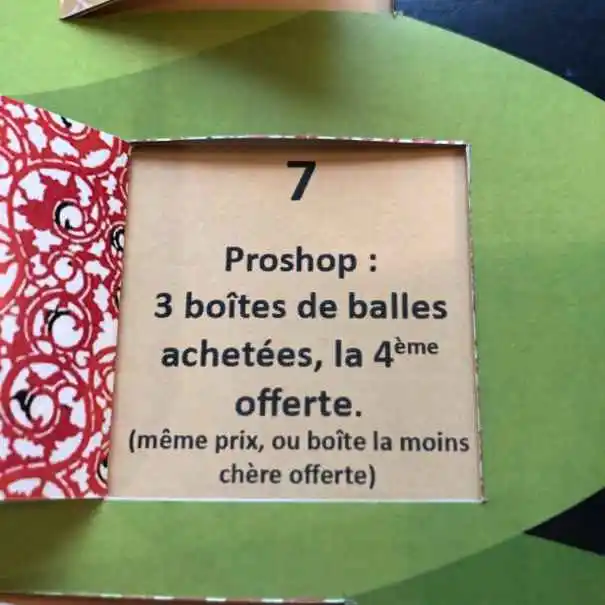 7
Proshop :
3 boîtes de balles
achetées, la 4ème
offerte.
(même prix, ou boîte la moins
chère offerte)